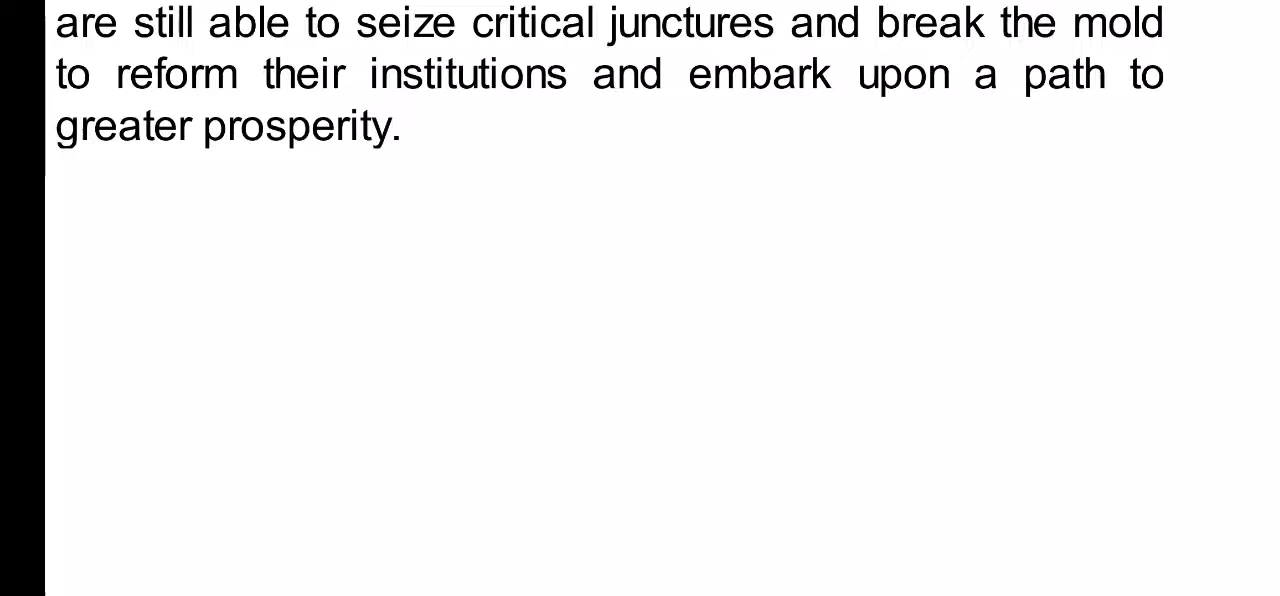 are still able to seize critical junctures and break the mold
to reform their institutions and embark upon a path to
greater prosperity.